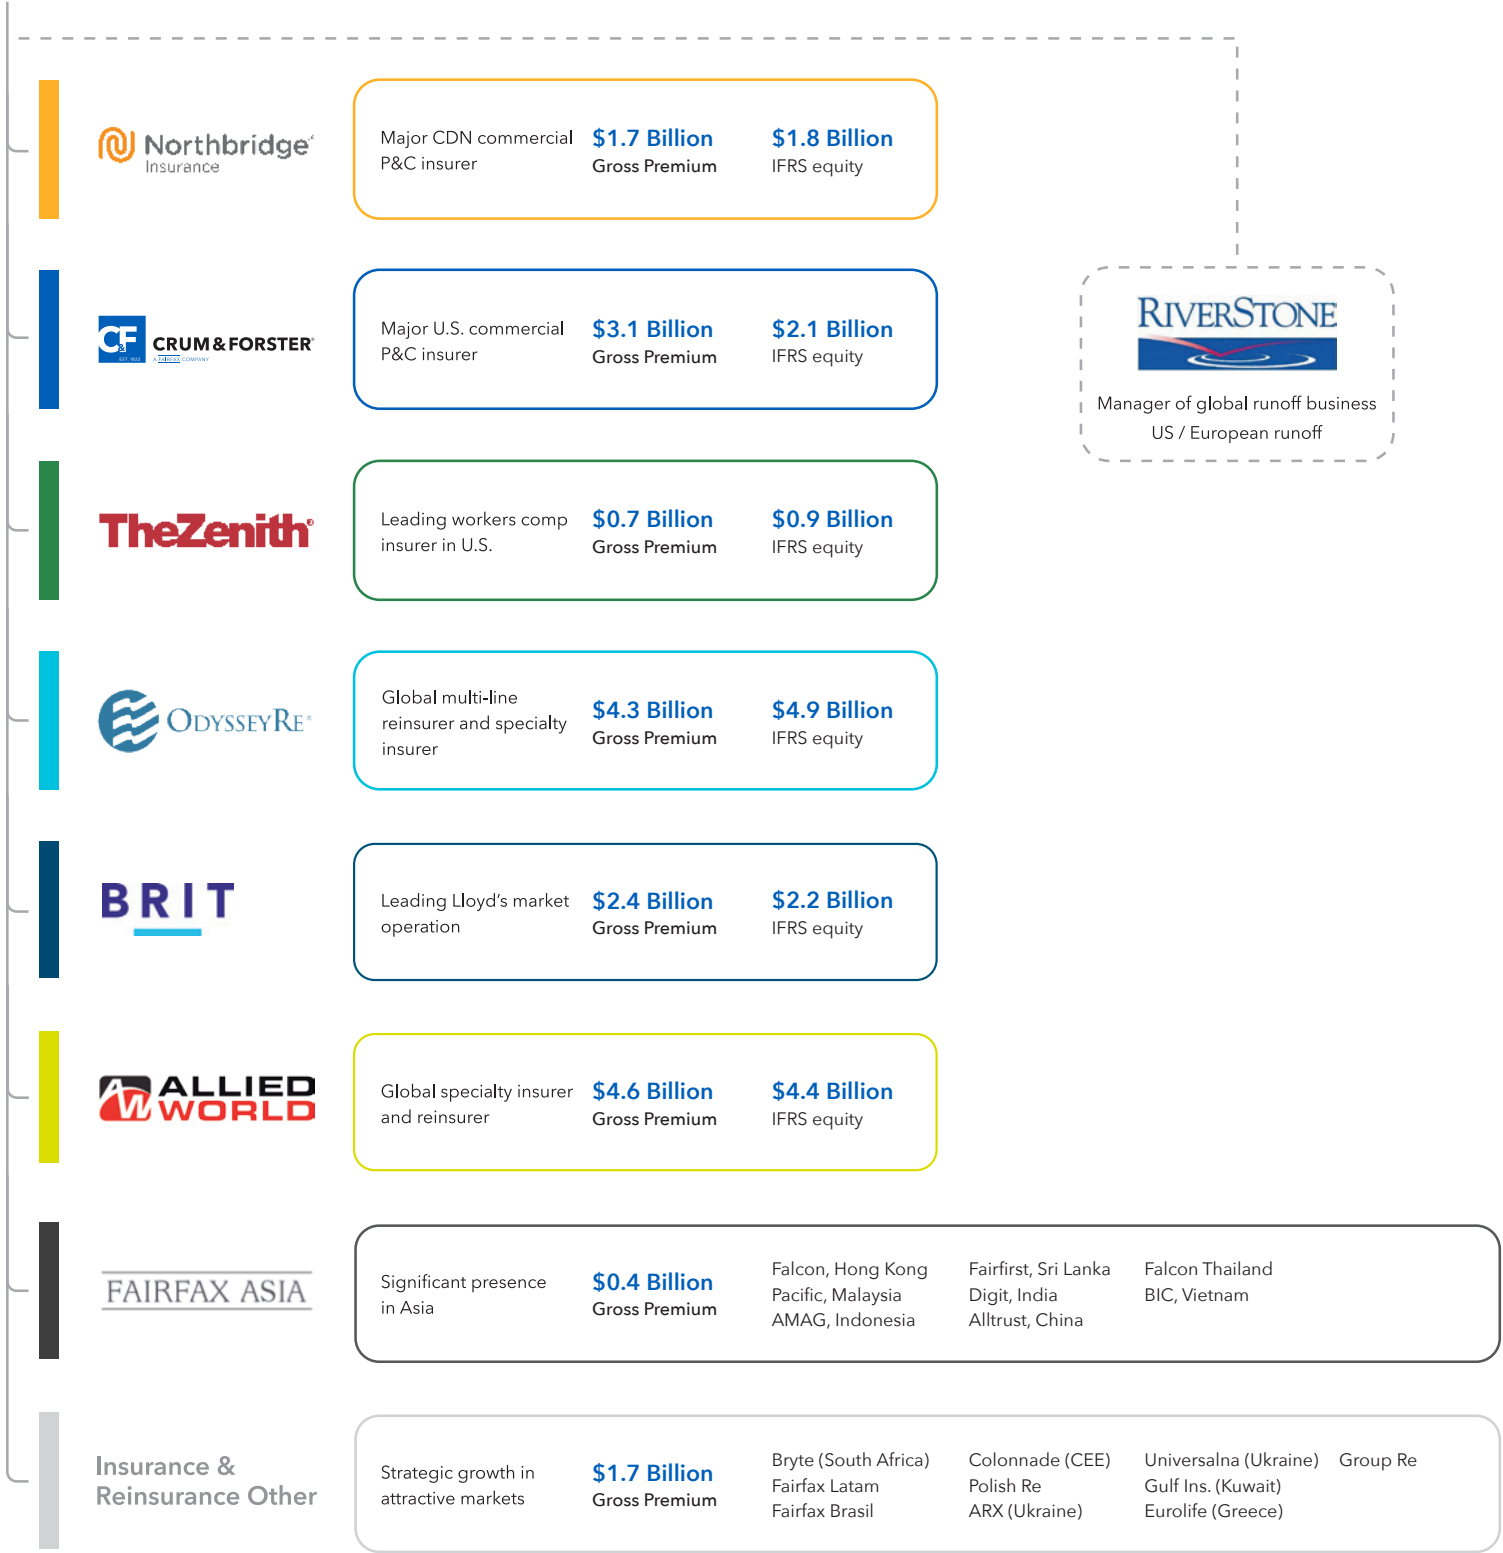 Northbridge
Insurance
Major CDN commercial
P&C insurer
$1.7 Billion
Gross Premium
$1.8 Billion
IFRS equity
C&F
EST. 1822
CRUM & FORSTER®
A FAIRFAX COMPANY
Major U.S. commercial
P&C insurer
$3.1 Billion
Gross Premium
$2.1 Billion
IFRS equity
RIVERSTONE
Manager of global runoff business
US / European runoff
TheZenith®
Leading workers comp
insurer in U.S.
$0.7 Billion
Gross Premium
$0.9 Billion
IFRS equity
ODYSSEYRE®
Global multi-line
reinsurer and specialty
insurer
$4.3 Billion
Gross Premium
$4.9 Billion
IFRS equity
BRIT
Leading Lloyd’s market
operation
$2.4 Billion
Gross Premium
$2.2 Billion
IFRS equity
AW
ALLIED
WORLD
Global specialty insurer
and reinsurer
$4.6 Billion
Gross Premium
$4.4 Billion
IFRS equity
FAIRFAX ASIA
Significant presence
in Asia
$0.4 Billion
Gross Premium
Falcon, Hong Kong
Pacific, Malaysia
AMAG, Indonesia
Fairfirst, Sri Lanka
Digit, India
Alltrust, China
Falcon Thailand
BIC, Vietnam
Insurance &
Reinsurance Other
Strategic growth in
attractive markets
$1.7 Billion
Gross Premium
Bryte (South Africa)
Fairfax Latam
Fairfax Brasil
Colonnade (CEE)
Polish Re
ARX (Ukraine)
Universalna (Ukraine)
Gulf Ins. (Kuwait)
Eurolife (Greece)
Group Re